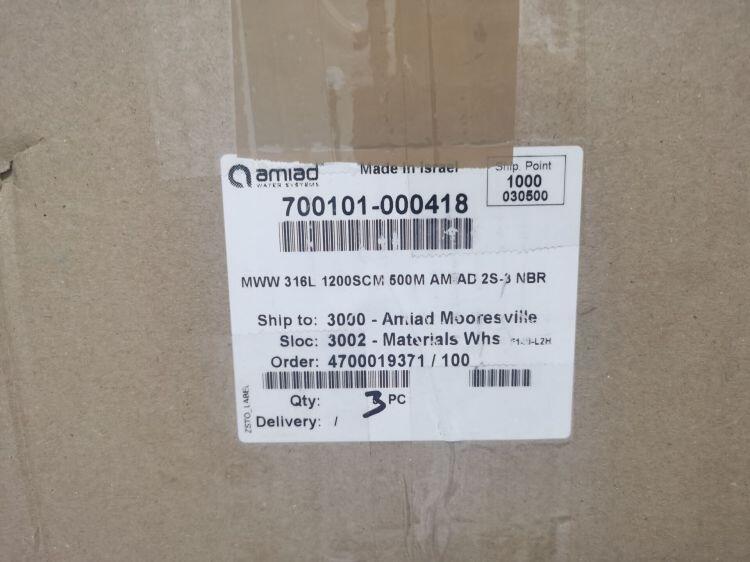 amiad™
WATER SYSTEMS
Made in Israel
Ship. Point
1000
030500
700101-000418
MWW 316L 1200SCM 500M AMIAD 2S-3 NBR
Ship to: 3000 - Amiad Mooresville
Sloc: 3002 - Materials Whs
Order: 4700019371 / 100
Qty: 3 PC
Delivery: /
ZSTO_LABEL